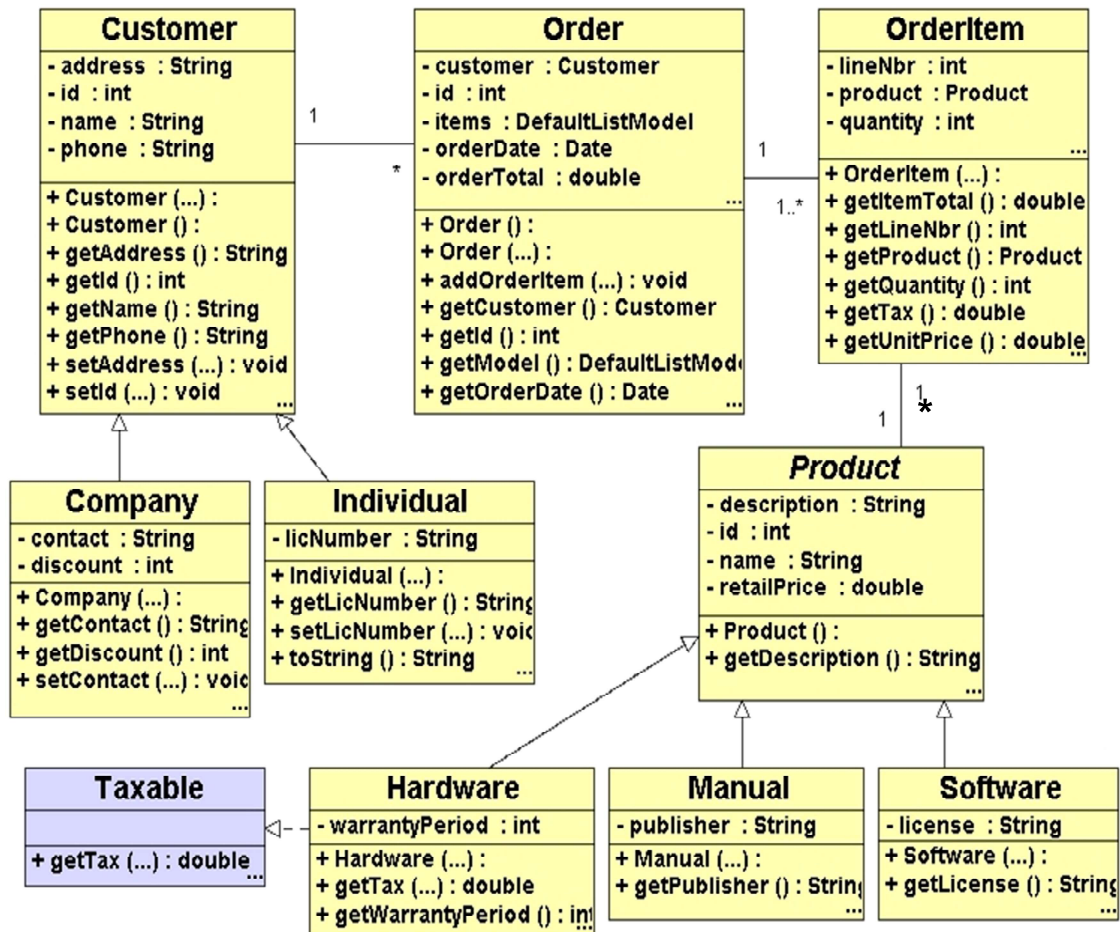 Customer
- address : String
- id : int
- name : String
- phone : String
...
+ Customer (...) :
+ Customer () :
+ getAddress () : String
+ getId () : int
+ getName () : String
+ getPhone () : String
+ setAddress (...) : void
+ setId (...) : void
...
1
*
Order
- customer : Customer
- id : int
- items : DefaultListModel
- orderDate : Date
- orderTotal : double
...
+ Order () :
+ Order (...) :
+ addOrderItem (...) : void
+ getCustomer () : Customer
+ getId () : int
+ getModel () : DefaultListMode
+ getOrderDate () : Date
...
1
1..*
OrderItem
- lineNbr : int
- product : Product
- quantity : int
...
+ OrderItem (...) :
+ getItemTotal () : double
+ getLineNbr () : int
+ getProduct () : Product
+ getQuantity () : int
+ getTax () : double
+ getUnitPrice () : double
...
1
*
1
Company
- contact : String
- discount : int
+ Company (...) :
+ getContact () : String
+ getDiscount () : int
+ setContact (...) : void
...
Individual
- licNumber : String
+ Individual (...) :
+ getLicNumber () : String
+ setLicNumber (...) : void
+ toString () : String
...
Product
- description : String
- id : int
- name : String
- retailPrice : double
+ Product () :
+ getDescription () : String
...
Taxable
+ getTax (...) : double
...
Hardware
- warrantyPeriod : int
+ Hardware (...) :
+ getTax (...) : double
+ getWarrantyPeriod () : int
...
Manual
- publisher : String
+ Manual (...) :
+ getPublisher () : String
...
Software
- license : String
+ Software (...) :
+ getLicense () : String
...